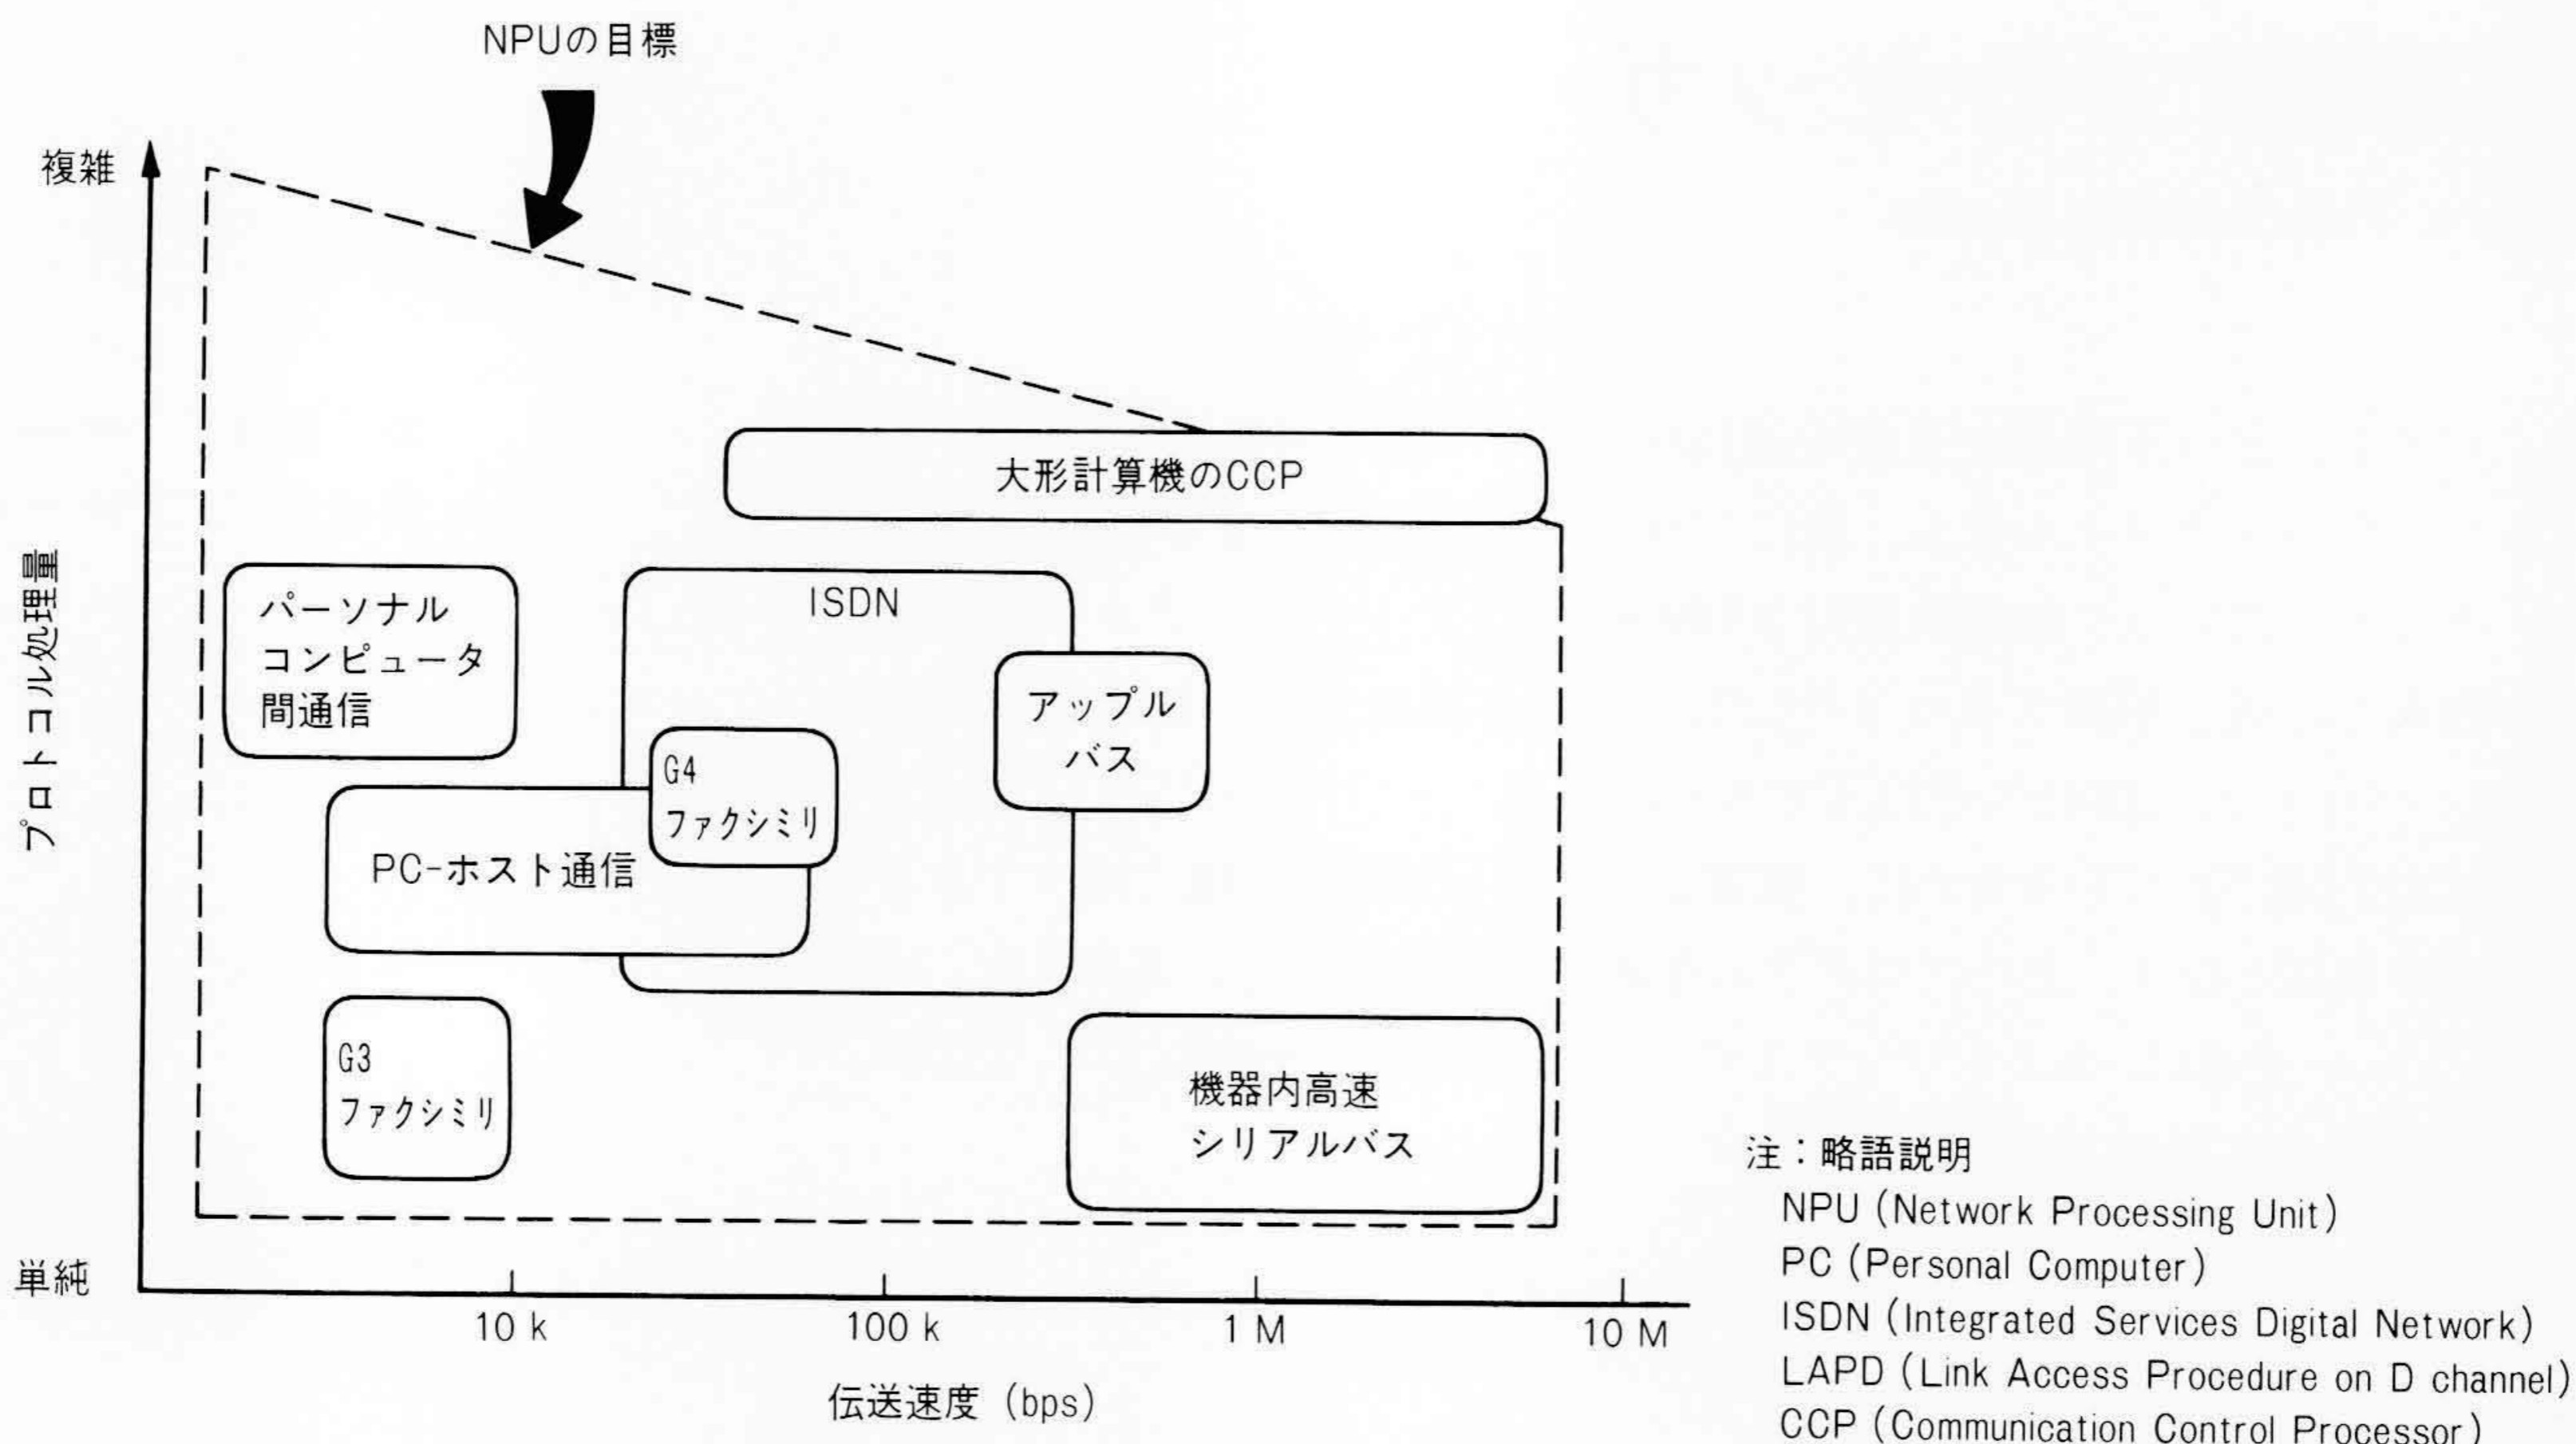 NPUの目標
複雑
プロトコル処理量
単純
大形計算機のCCP
パーソナル
コンピュータ
間通信
ISDN
アップル
バス
G4
ファクシミリ
PC-ホスト通信
G3
ファクシミリ
機器内高速
シリアルバス
10 k
100 k
1 M
10 M
伝送速度 (bps)
注：略語説明
NPU (Network Processing Unit)
PC (Personal Computer)
ISDN (Integrated Services Digital Network)
LAPD (Link Access Procedure on D channel)
CCP (Communication Control Processor)